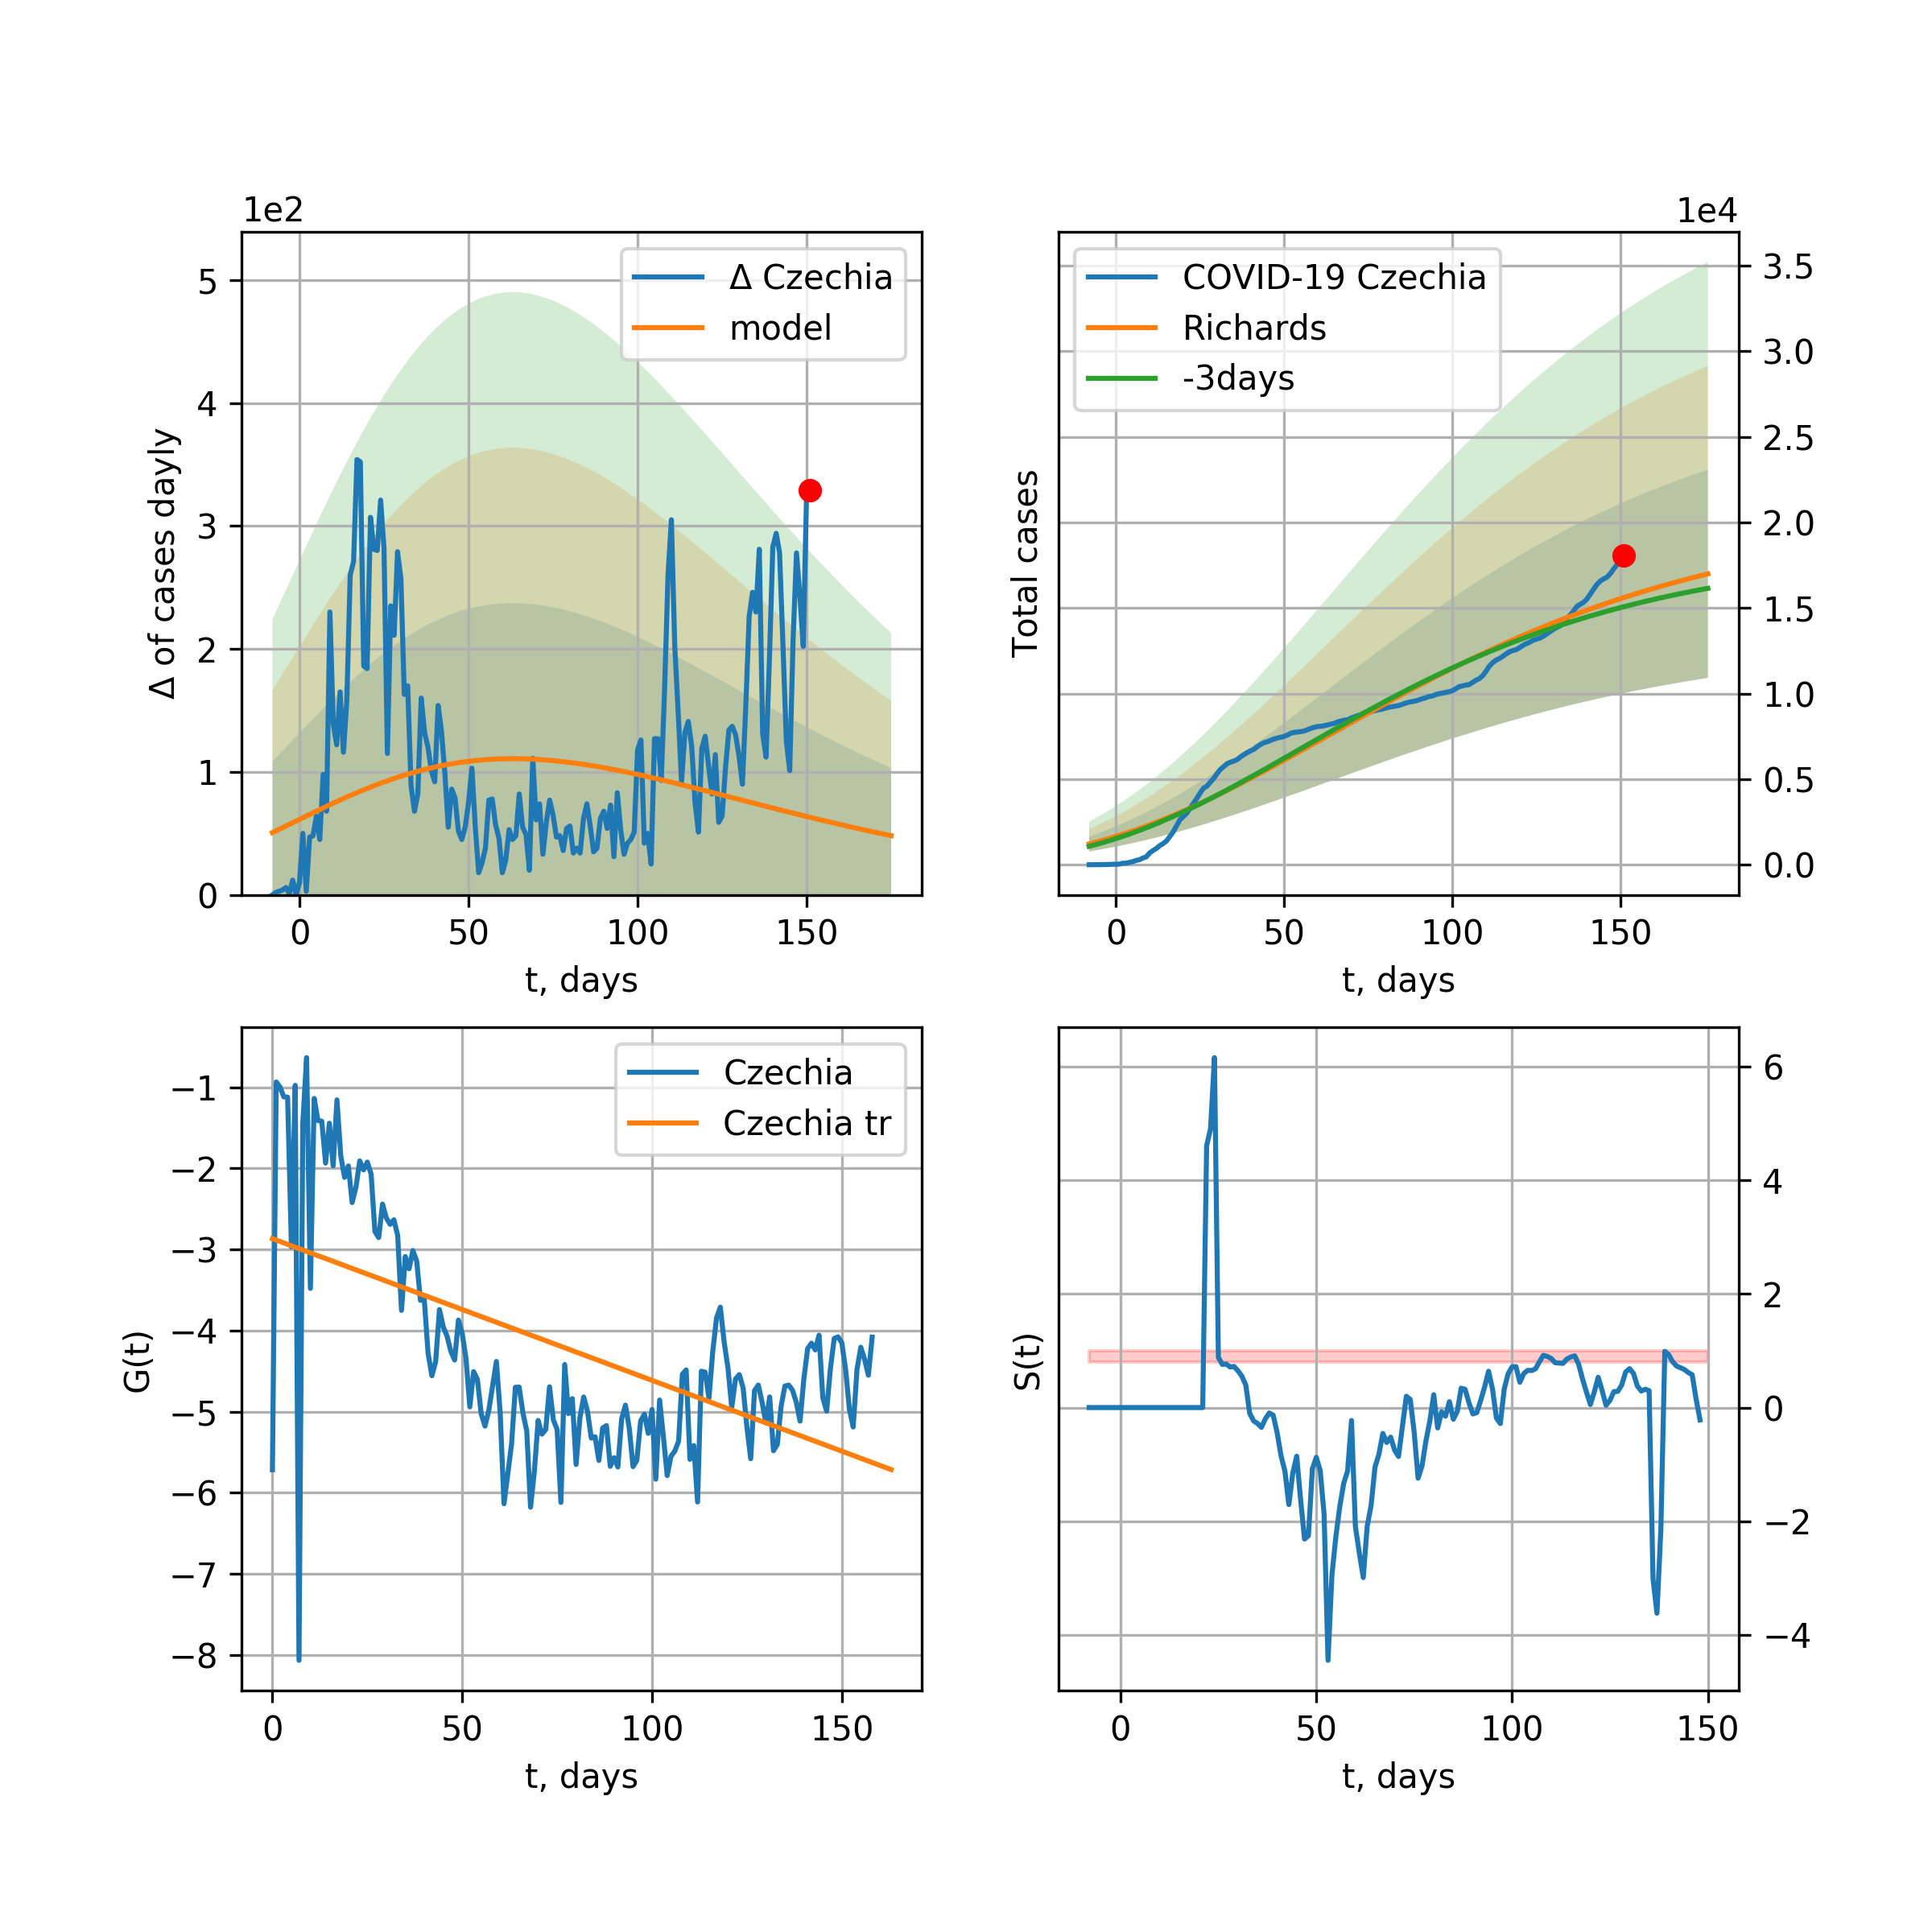 1e2
5
4
3
2
1
0
Δ of cases dayly
Δ Czechia
model
0 50 100 150
t, days
1e4
COVID-19 Czechia
Richards
-3days
Total cases
3.5
3.0
2.5
2.0
1.5
1.0
0.5
0.0
0 50 100 150
t, days
−1
−2
−3
−4
−5
−6
−7
−8
G(t)
Czechia
Czechia tr
0 50 100 150
t, days
S(t)
6
4
2
0
−2
−4
0 50 100 150
t, days